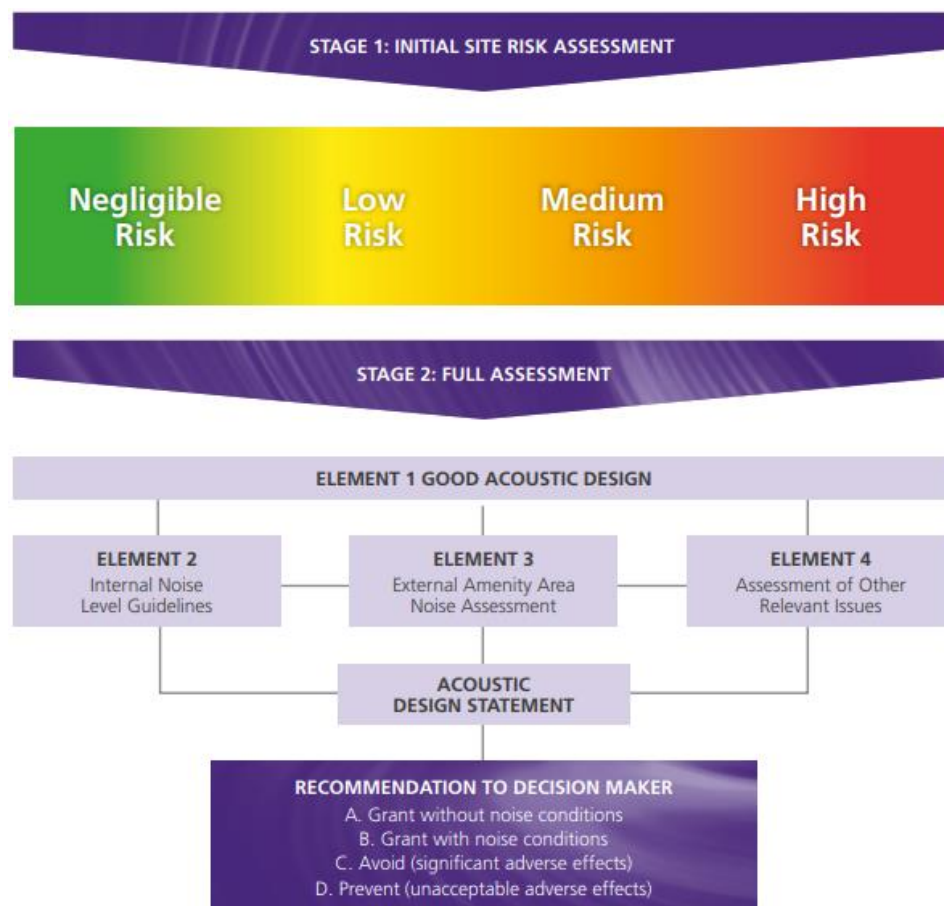 STAGE 1: INITIAL SITE RISK ASSESSMENT
Negligible
Risk
Low
Risk
Medium
Risk
High
Risk
STAGE 2: FULL ASSESSMENT
ELEMENT 1 GOOD ACOUSTIC DESIGN
ELEMENT 2
Internal Noise
Level Guidelines
ELEMENT 3
External Amenity Area
Noise Assessment
ELEMENT 4
Assessment of Other
Relevant Issues
ACOUSTIC
DESIGN STATEMENT
RECOMMENDATION TO DECISION MAKER
A. Grant without noise conditions
B. Grant with noise conditions
C. Avoid (significant adverse effects)
D. Prevent (unacceptable adverse effects)